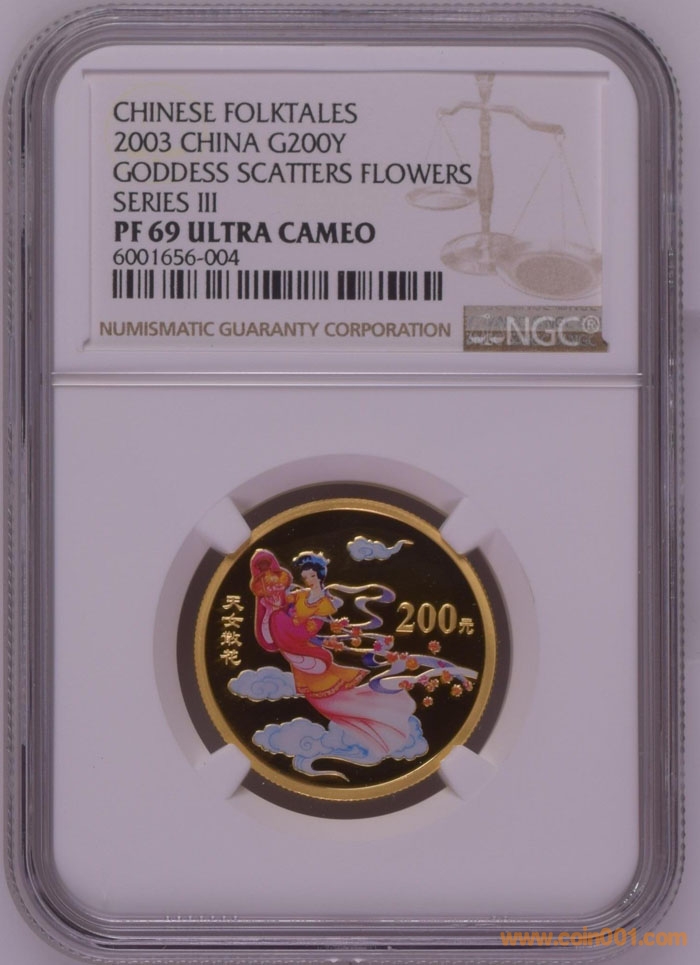 CHINESE FOLKTALES
2003 CHINA G200Y
GODDESS SCATTERS FLOWERS
SERIES III
PF 69 ULTRA CAMEO
6001656-004
NUMISMATIC GUARANTY CORPORATION
NGC®
200元
天女散花
www.coin001.com